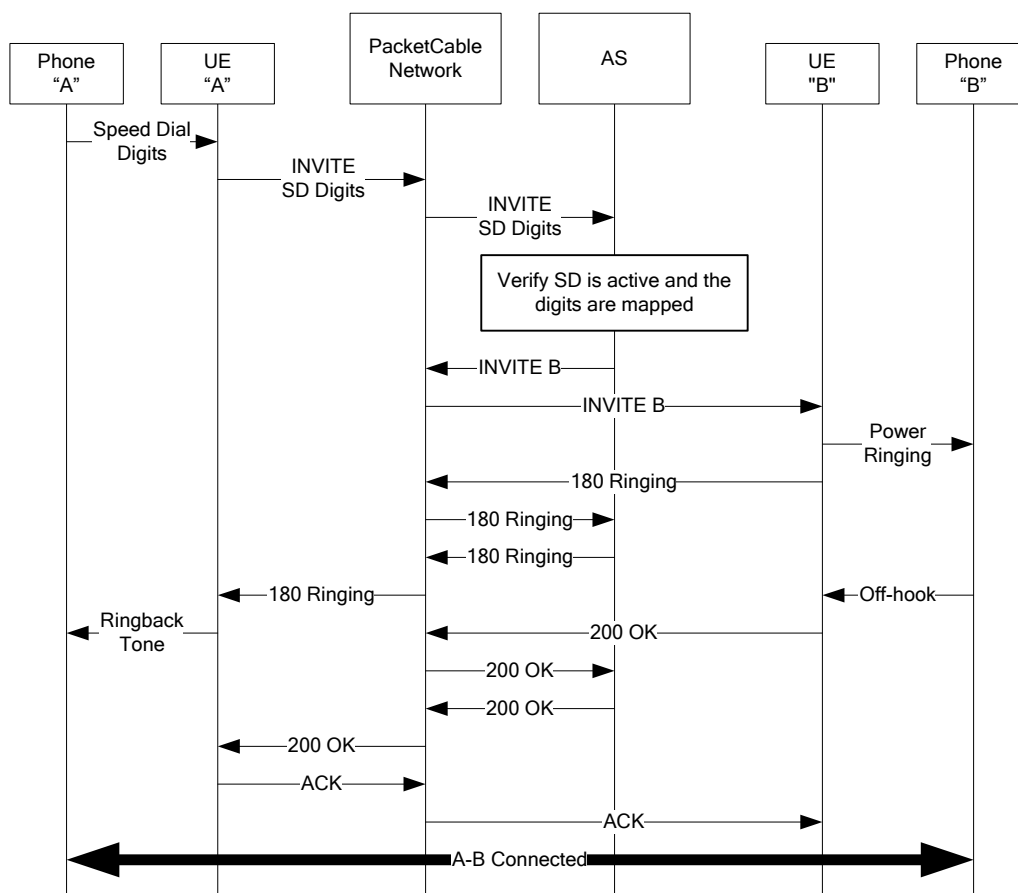 Phone
“A”
UE
“A”
PacketCable
Network
AS
UE
"B"
Phone
“B”
Speed Dial
Digits
INVITE
SD Digits
INVITE
SD Digits
Verify SD is active and the
digits are mapped
INVITE B
INVITE B
Power
Ringing
180 Ringing
180 Ringing
180 Ringing
180 Ringing
Off-hook
Ringback
Tone
200 OK
200 OK
200 OK
200 OK
ACK
ACK
A-B Connected